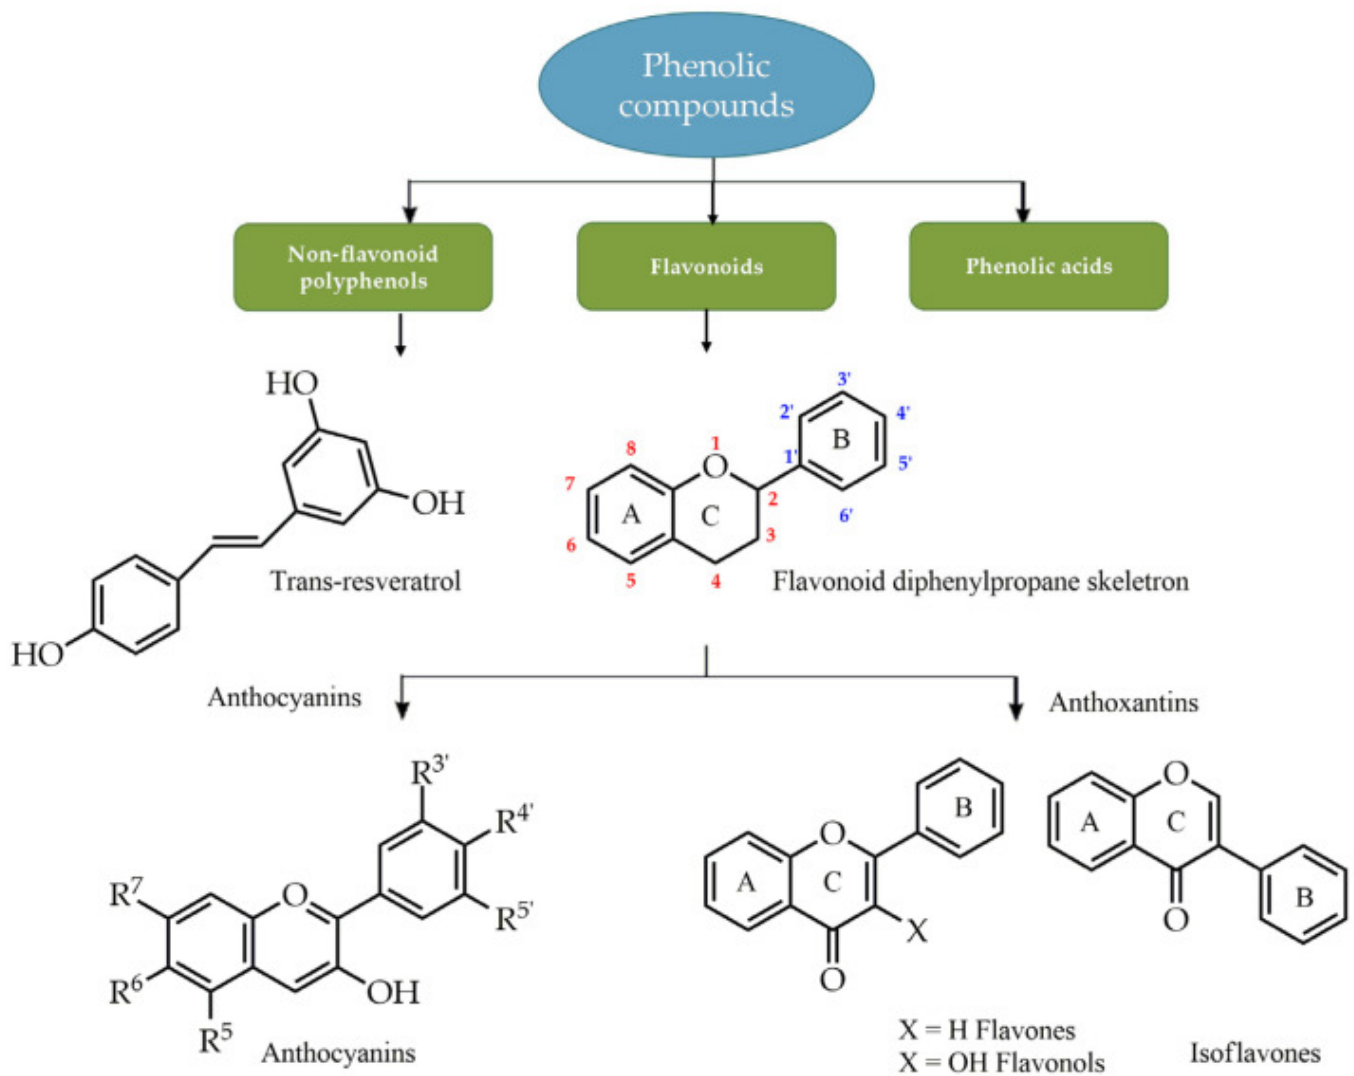 Phenolic
compounds
Non-flavonoid
polyphenols
Flavonoids
Phenolic acids
HO
OH
HO
Trans-resveratrol
1
2
3
4
5
6
7
8
1'
2'
3'
4'
5'
6'
O
A
C
B
Flavonoid diphenylpropane skeletron
Anthocyanins
Anthoxantins
R3'
R4'
R5'
R7
R6
R5
O
OH
Anthocyanins
O
A
C
B
X
O
X = H Flavones
X = OH Flavonols
O
A
C
B
O
Isoflavones